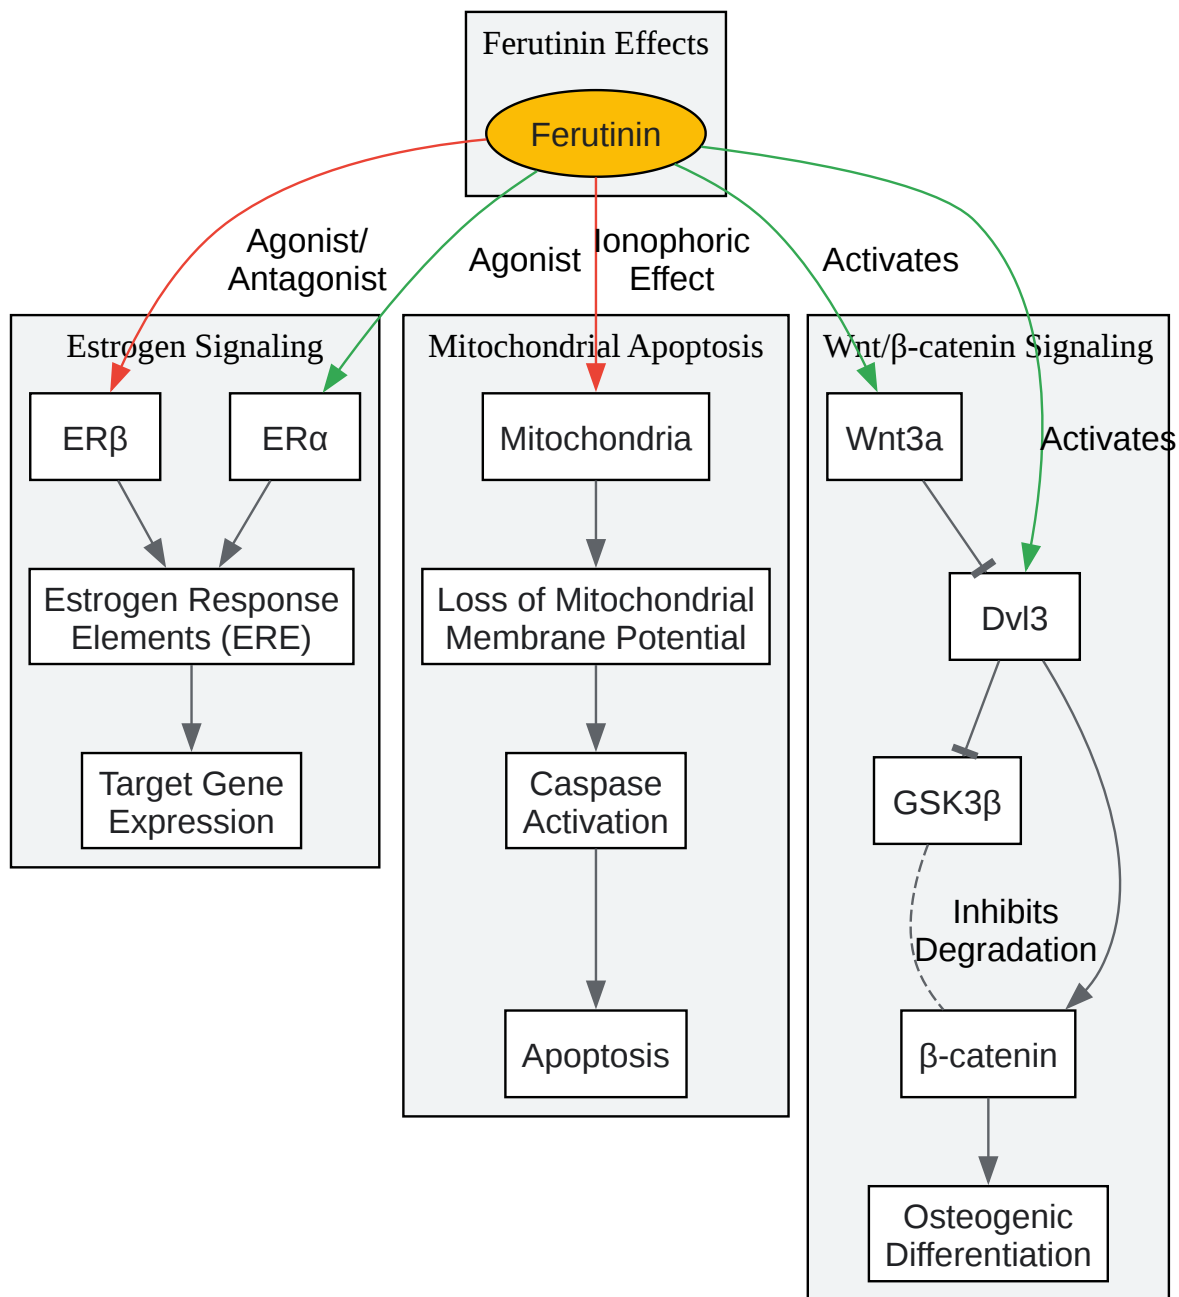 Ferutinin Effects
Ferutinin
Agonist/
Antagonist
Agonist
Ionophoric
Effect
Activates
Estrogen Signaling
Mitochondrial Apoptosis
Wnt/β-catenin Signaling
ERβ
ERα
Mitochondria
Wnt3a
Activates
Estrogen Response
Elements (ERE)
Loss of Mitochondrial
Membrane Potential
Dvl3
Target Gene
Expression
Caspase
Activation
GSK3β
Inhibits
Degradation
Apoptosis
β-catenin
Osteogenic
Differentiation